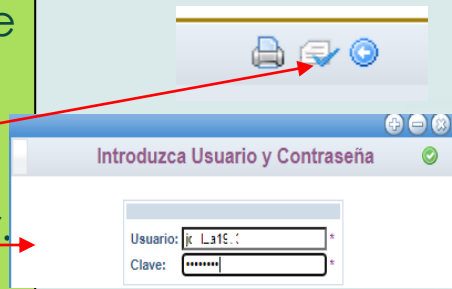 e
Introduzca Usuario y Contraseña
Usuario: *
Clave: •••••••• *